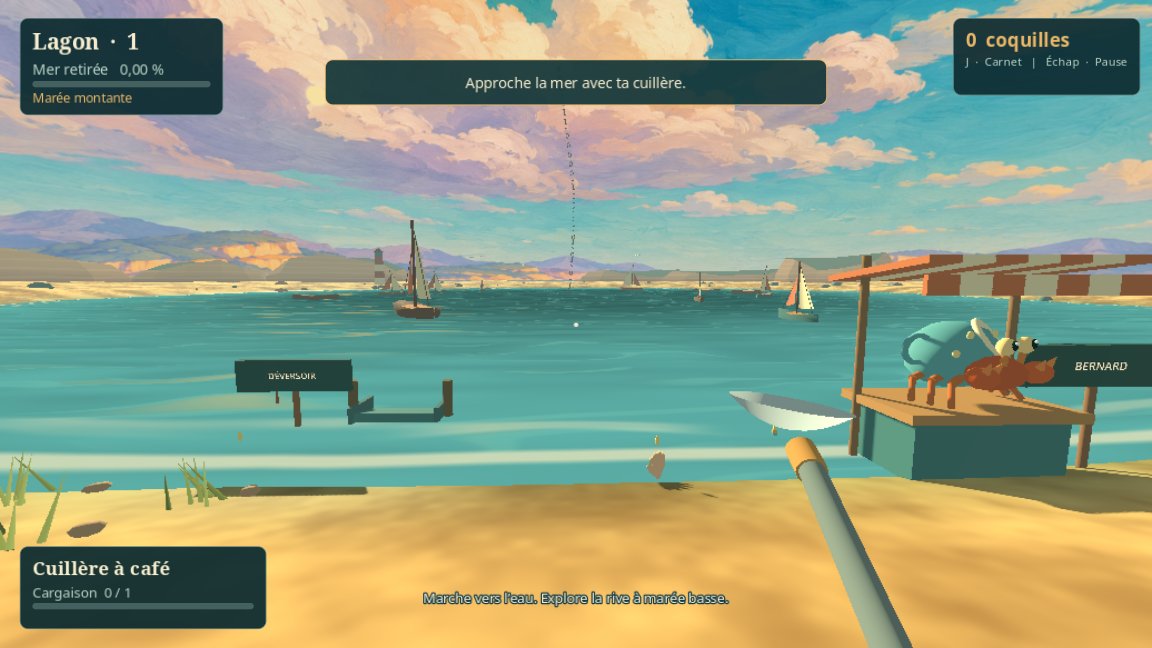 Lagon · 1
Mer retirée 0,00 %
Marée montante
Approche la mer avec ta cuillère.
0 coquilles
J · Carnet | Échap · Pause
DÉVERSOIR
BERNARD
Cuillère à café
Cargaison 0 / 1
Marche vers l'eau. Explore la rive à marée basse.